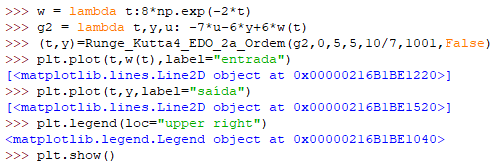 >>> w = lambda t:8*np.exp(-2*t)
>>> g2 = lambda t,y,u: -7*u-6*y+6*w(t)
>>> (t,y)=Runge_Kutta4_EDO_2a_Ordem(g2,0,5,5,10/7,1001,False)
>>> plt.plot(t,w(t),label="entrada")
[<matplotlib.lines.Line2D object at 0x00000216B1BE1220>]
>>> plt.plot(t,y,label="saída")
[<matplotlib.lines.Line2D object at 0x00000216B1BE1520>]
>>> plt.legend(loc="upper right")
<matplotlib.legend.Legend object at 0x00000216B1BE1040>
>>> plt.show()